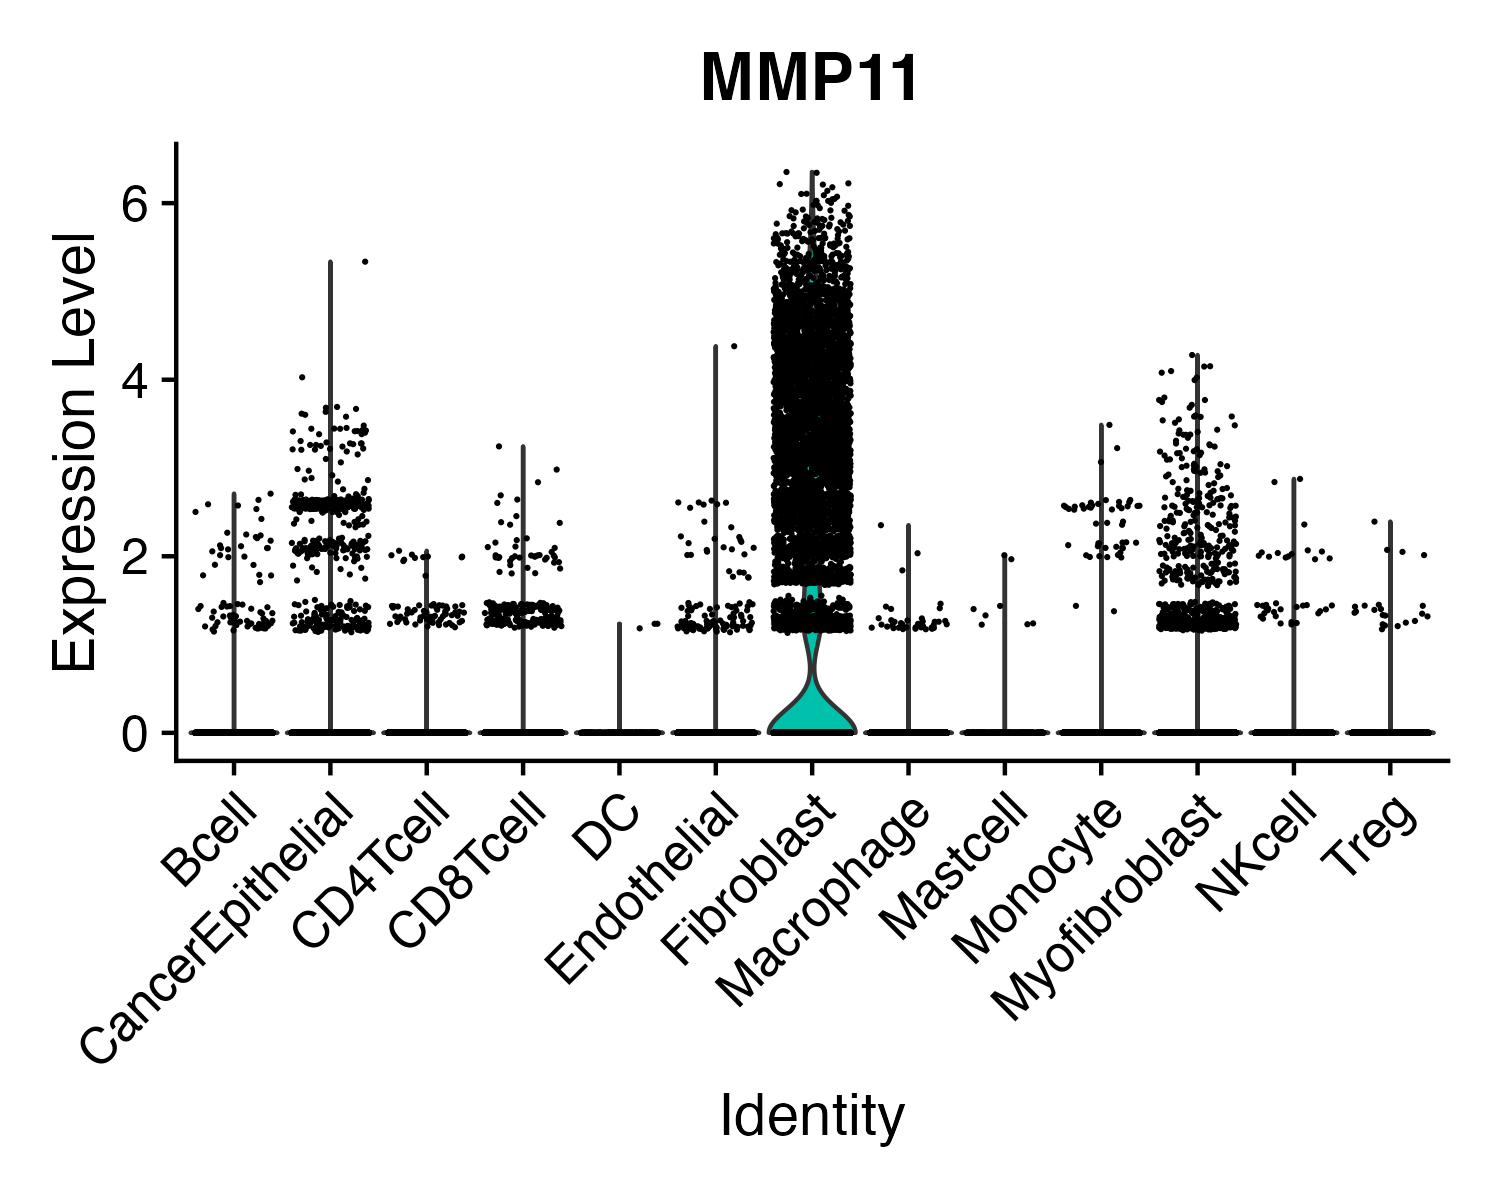 MMP11
Expression Level
6
4
2
0
Bcell
CancerEpithelial
CD4Tcell
CD8Tcell
DC
Endothelial
Fibroblast
Macrophage
Mastcell
Monocyte
Myofibroblast
NKcell
Treg
Identity